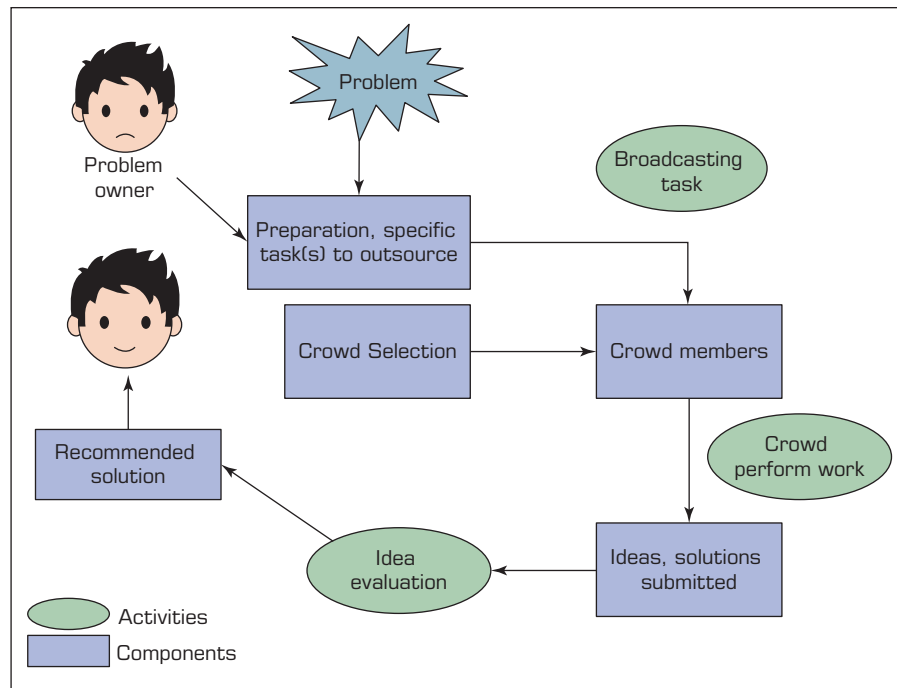 Problem
Problem
owner
Broadcasting
task
Preparation, specific
task(s) to outsource
Crowd Selection
Crowd members
Recommended
solution
Crowd
perform work
Idea
evaluation
Ideas, solutions
submitted
Activities
Components